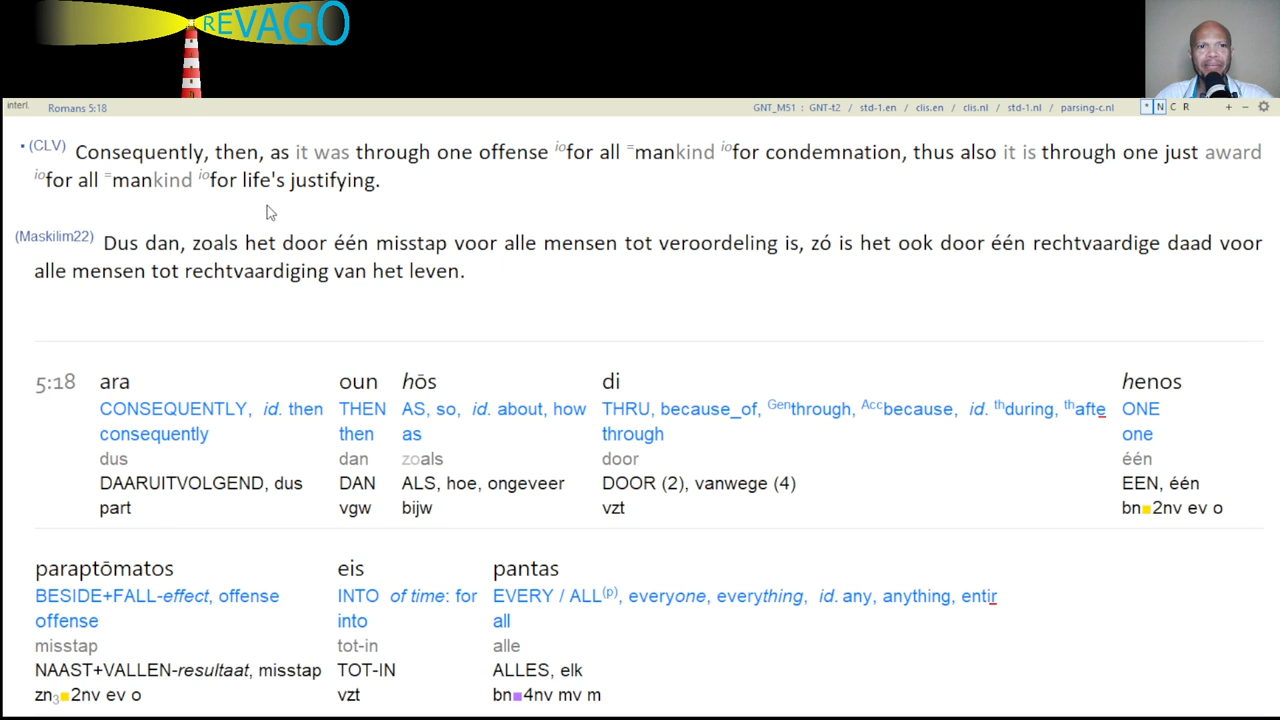 REVAGO
interl. Romans 5:18 GNT_M51 : GNT-t2 / std-1.en / clis.en / clis.nl / std-1.nl / parsing-c.nl * N C R + −
• (CLV) Consequently, then, as it was through one offense io for all = mankind io for condemnation, thus also it is through one just award
io for all = mankind io for life's justifying.
(Maskilim22) Dus dan, zoals het door één misstap voor alle mensen tot veroordeling is, zó is het ook door één rechtvaardige daad voor
alle mensen tot rechtvaardiging van het leven.
5:18 ara oun hōs di henos
CONSEQUENTLY, id. then THEN AS, so, id. about, how THRU, because_of, Gen through, Acc because, id. th during, th afte ONE
consequently then as through one
dus dan zoals door één
DAARUITVOLGEND, dus DAN ALS, hoe, ongeveer DOOR (2), vanwege (4) EEN, één
part vgw bijw vzt bn 2nv ev o
paraptōmatos eis pantas
BESIDE+FALL-effect, offense INTO of time: for EVERY / ALL(p), everyone, everything, id. any, anything, entir
offense into all
misstap tot-in alle
NAAST+VALLEN-resultaat, misstap TOT-IN ALLES, elk
zn3 2nv ev o vzt bn 4nv mv m